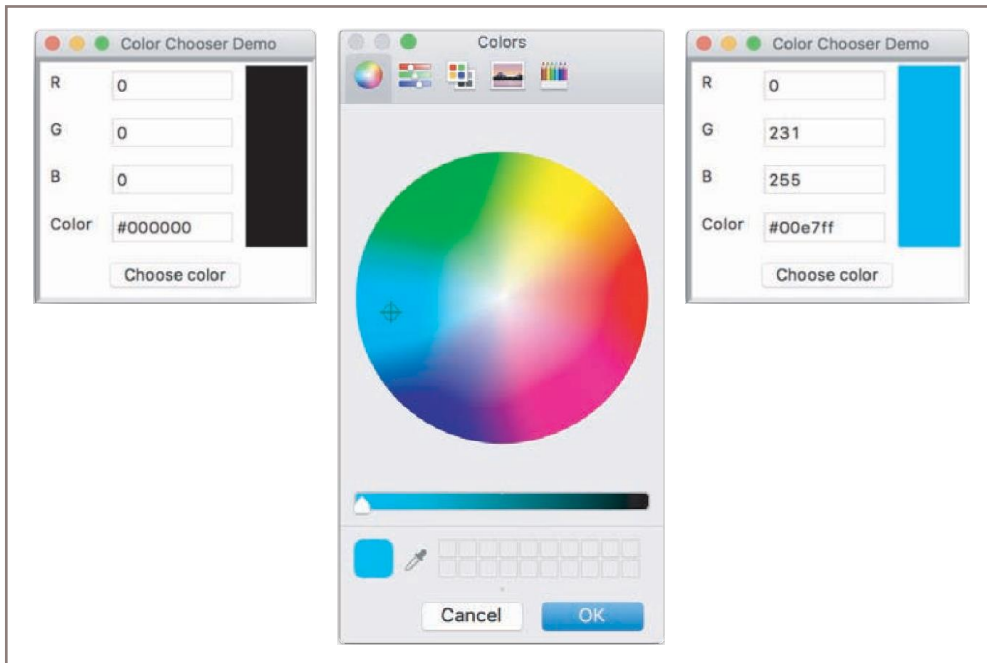 Color Chooser Demo
R 0
G 0
B 0
Color #000000
Choose color
Colors
Cancel OK
Color Chooser Demo
R 0
G 231
B 255
Color #00e7ff
Choose color